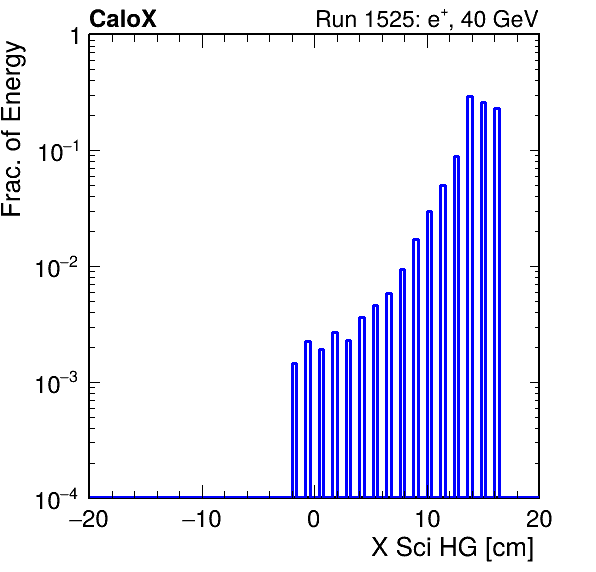 CaloX Run 1525: e⁺, 40 GeV
Frac. of Energy
1
10⁻¹
10⁻²
10⁻³
10⁻⁴
−20 −10 0 10 20
X Sci HG [cm]